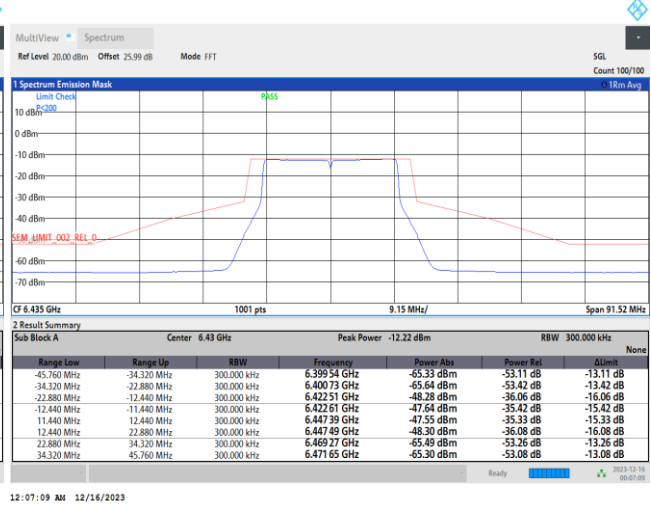 MultiView Spectrum
Ref Level 20.00 dBm Offset 25.99 dB Mode FFT SGL
Count 100/100
1 Spectrum Emission Mask 1Rm Avg
Limit Check PASS
P<200
10 dBm
0 dBm
-10 dBm
-20 dBm
-30 dBm
-40 dBm
SEM_LIMIT_002_REL_0
-60 dBm
-70 dBm
CF 6.435 GHz 1001 pts 9.15 MHz/ Span 91.52 MHz
2 Result Summary
Sub Block A Center 6.43 GHz Peak Power -12.22 dBm RBW 300.000 kHz
None
Range Low Range Up RBW Frequency Power Abs Power Rel ΔLimit
-45.760 MHz -34.320 MHz 300.000 kHz 6.399 54 GHz -65.33 dBm -53.11 dB -13.11 dB
-34.320 MHz -22.880 MHz 300.000 kHz 6.400 73 GHz -65.64 dBm -53.42 dB -13.42 dB
-22.880 MHz -12.440 MHz 300.000 kHz 6.422 51 GHz -48.28 dBm -36.06 dB -16.06 dB
-12.440 MHz -11.440 MHz 300.000 kHz 6.422 61 GHz -47.64 dBm -35.42 dB -15.42 dB
11.440 MHz 12.440 MHz 300.000 kHz 6.447 39 GHz -47.55 dBm -35.33 dB -15.33 dB
12.440 MHz 22.880 MHz 300.000 kHz 6.447 49 GHz -48.30 dBm -36.08 dB -16.08 dB
22.880 MHz 34.320 MHz 300.000 kHz 6.469 27 GHz -65.49 dBm -53.26 dB -13.26 dB
34.320 MHz 45.760 MHz 300.000 kHz 6.471 65 GHz -65.30 dBm -53.08 dB -13.08 dB
Ready 2023-12-16
00:07:09
12:07:09 AM 12/16/2023